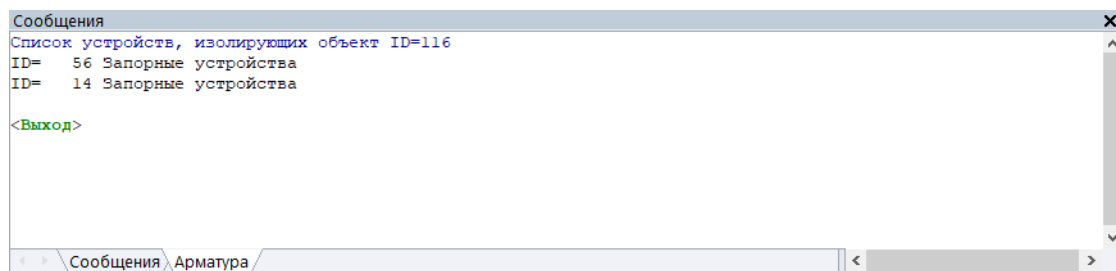 Сообщения
Список устройств, изолирующих объект ID=116
ID=   56 Запорные устройства
ID=   14 Запорные устройства
<Выход>
Сообщения Арматура